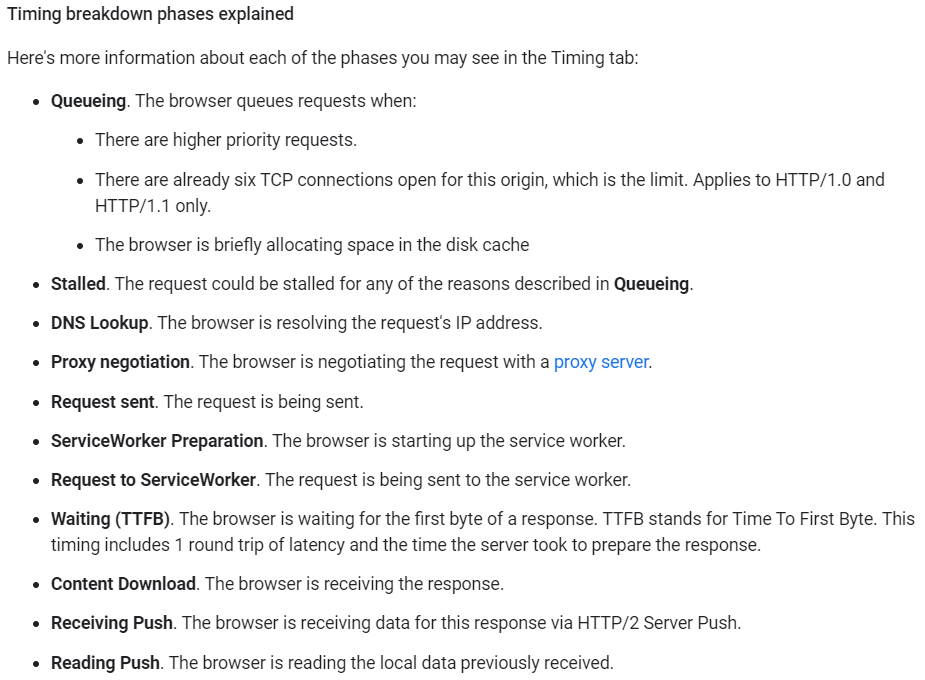 Timing breakdown phases explained
Here's more information about each of the phases you may see in the Timing tab:
• Queueing. The browser queues requests when:
• There are higher priority requests.
• There are already six TCP connections open for this origin, which is the limit. Applies to HTTP/1.0 and
HTTP/1.1 only.
• The browser is briefly allocating space in the disk cache
• Stalled. The request could be stalled for any of the reasons described in Queueing.
• DNS Lookup. The browser is resolving the request's IP address.
• Proxy negotiation. The browser is negotiating the request with a proxy server.
• Request sent. The request is being sent.
• ServiceWorker Preparation. The browser is starting up the service worker.
• Request to ServiceWorker. The request is being sent to the service worker.
• Waiting (TTFB). The browser is waiting for the first byte of a response. TTFB stands for Time To First Byte. This
timing includes 1 round trip of latency and the time the server took to prepare the response.
• Content Download. The browser is receiving the response.
• Receiving Push. The browser is receiving data for this response via HTTP/2 Server Push.
• Reading Push. The browser is reading the local data previously received.